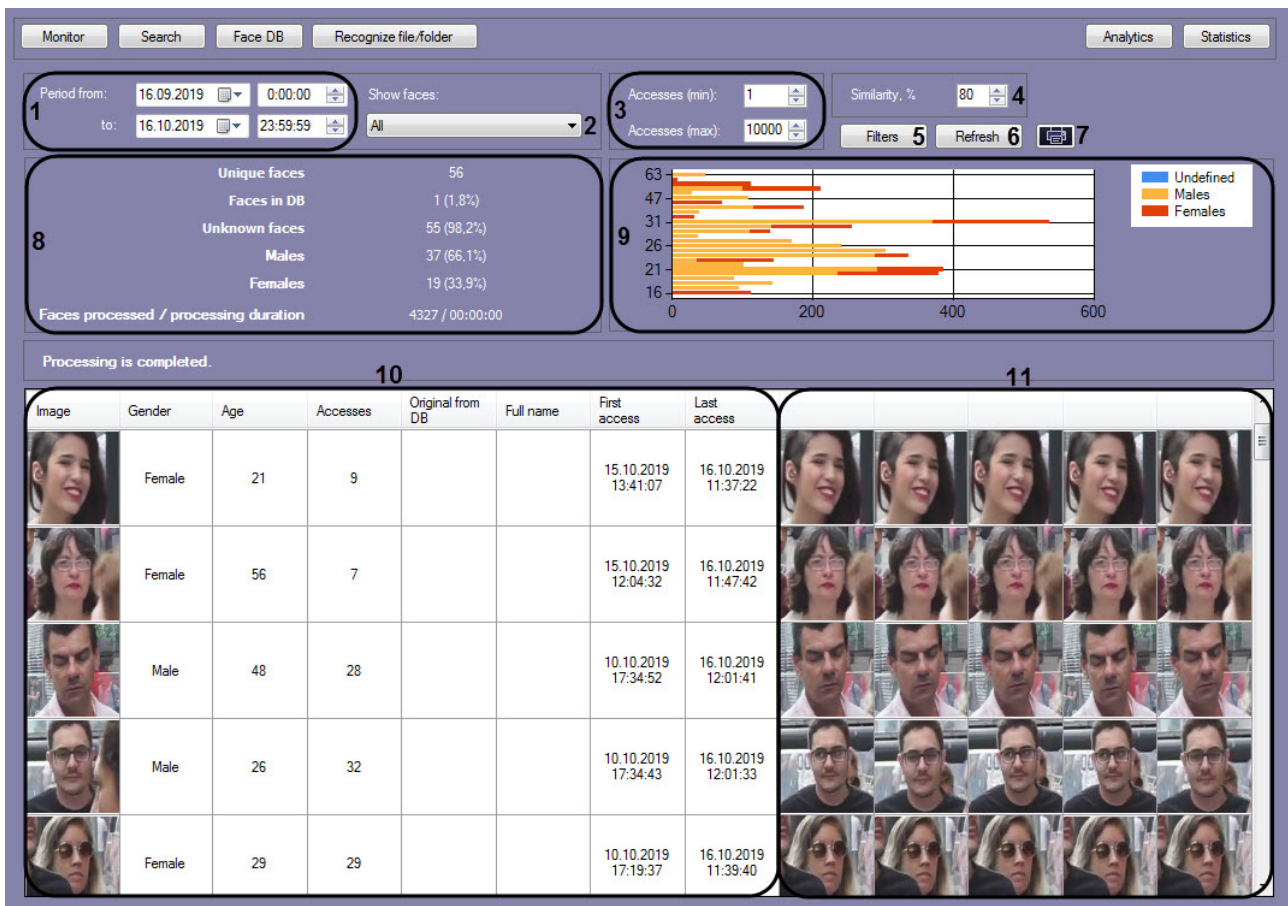 Monitor Search Face DB Recognize file/folder Analytics Statistics
Period from: 16.09.2019 0:00:00
to: 16.10.2019 23:59:59
1
Show faces:
All
2
Accesses (min): 1
3
Accesses (max): 10000
Similarity, % 80 4
Filters 5 Refresh 6 7
8
Unique faces 56
Faces in DB 1 (1,8%)
Unknown faces 55 (98,2%)
Males 37 (66,1%)
Females 19 (33,9%)
Faces processed / processing duration 4327 / 00:00:00
9
63
47
31
26
21
16
0 200 400 600
Undefined
Males
Females
Processing is completed.
10 11
Image Gender Age Accesses Original from DB Full name First access Last access
Female 21 9 15.10.2019 13:41:07 16.10.2019 11:37:22
Female 56 7 15.10.2019 12:04:32 16.10.2019 11:47:42
Male 48 28 10.10.2019 17:34:52 16.10.2019 12:01:41
Male 26 32 10.10.2019 17:34:43 16.10.2019 12:01:33
Female 29 29 10.10.2019 17:19:37 16.10.2019 11:39:40